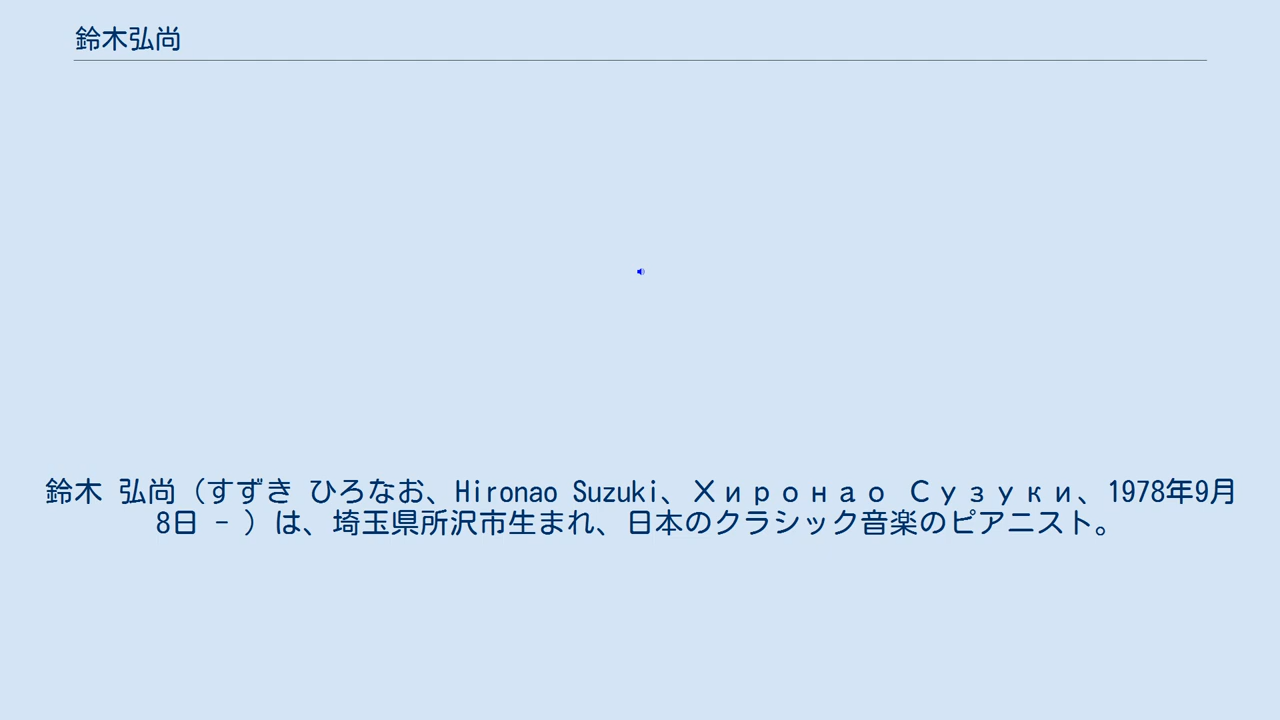 鈴木弘尚
鈴木 弘尚（すずき ひろなお、Hironao Suzuki、Хиронао Сузуки、1978年9月
8日 - ）は、埼玉県所沢市生まれ、日本のクラシック音楽のピアニスト。